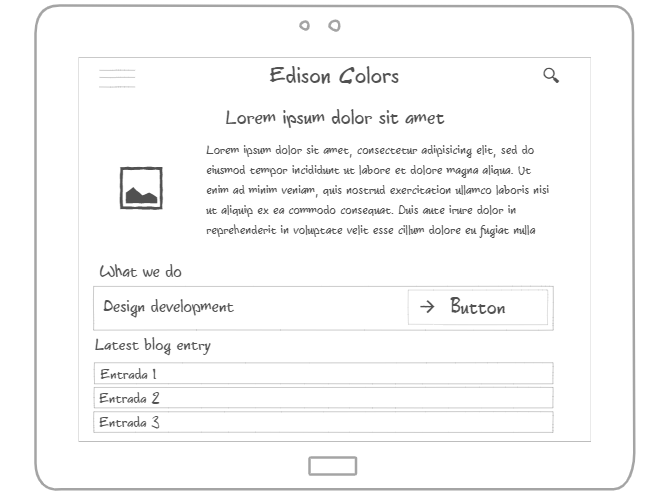 Edison Colors
Lorem ipsum dolor sit amet
Lorem ipsum dolor sit amet, consectetur adipisicing elit, sed do
eiusmod tempor incididunt ut labore et dolore magna aliqua. Ut
enim ad minim veniam, quis nostrud exercitation ullamco laboris nisi
ut aliquip ex ea commodo consequat. Duis aute irure dolor in
reprehenderit in voluptate velit esse cillum dolore eu fugiat nulla
What we do
Design development
→ Button
Latest blog entry
Entrada 1
Entrada 2
Entrada 3